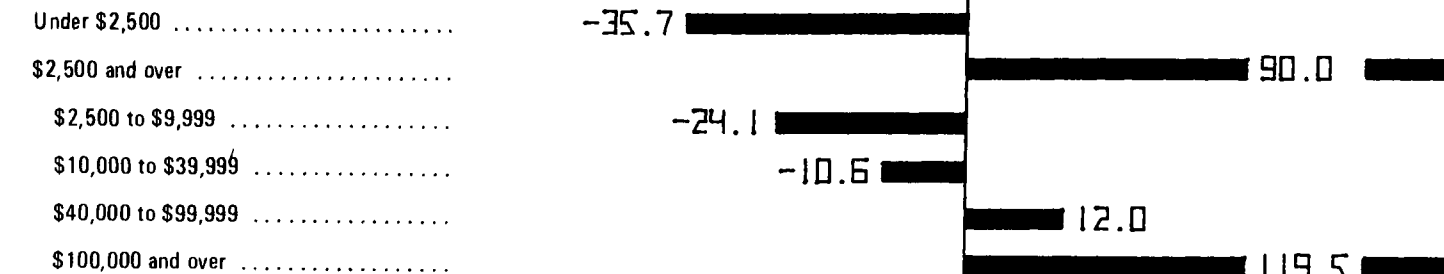 Under $2,500 ........................ -35.7
$2,500 and over ...................... 90.0
$2,500 to $9,999 ................... -24.1
$10,000 to $39,999 ................. -10.6
$40,000 to $99,999 ................. 12.0
$100,000 and over .................. 119.5